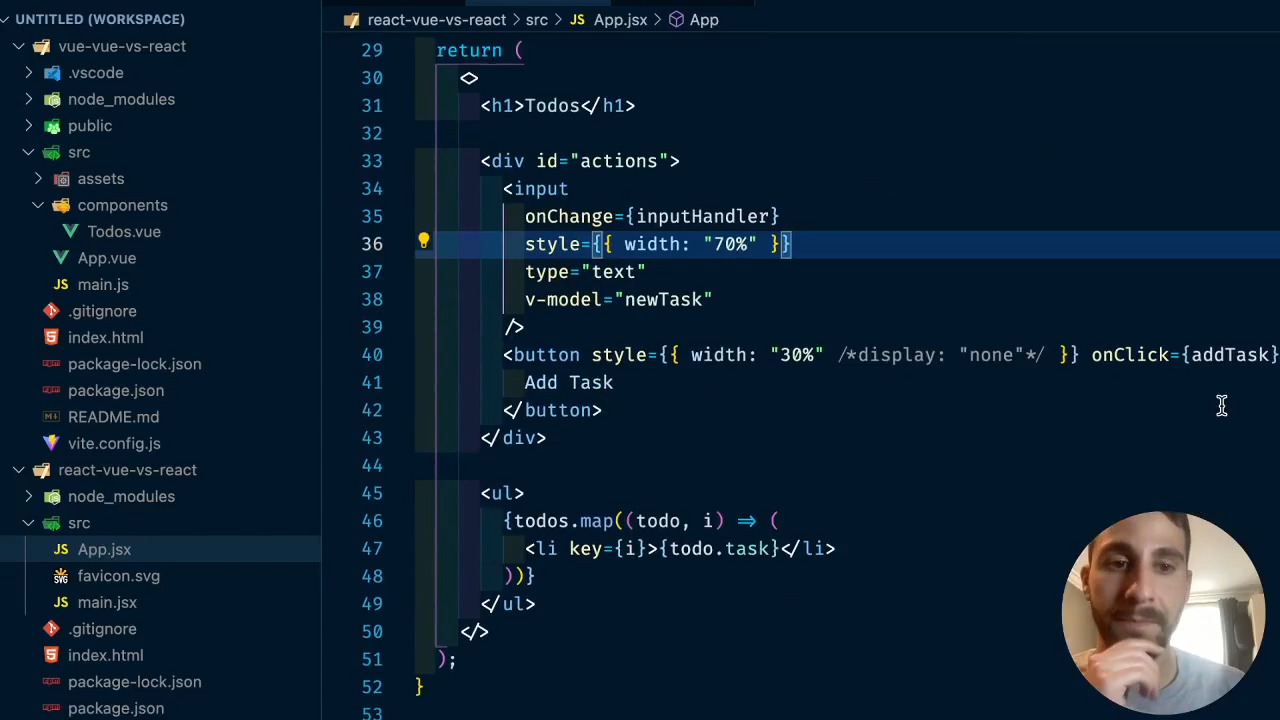 UNTITLED (WORKSPACE)
vue-vue-vs-react
.vscode
node_modules
public
src
assets
components
Todos.vue
App.vue
main.js
.gitignore
index.html
package-lock.json
package.json
README.md
vite.config.js
react-vue-vs-react
node_modules
src
JS App.jsx
SVG favicon.svg
JS main.jsx
.gitignore
index.html
package-lock.json
package.json
react-vue-vs-react › src › JS App.jsx › App
29 return (
30 <>
31 <h1>Todos</h1>
32
33 <div id="actions">
34 <input
35 onChange={inputHandler}
36 style={{ width: "70%" }}
37 type="text"
38 v-model="newTask"
39 />
40 <button style={{ width: "30%" /*display: "none"*/ }} onClick={addTask}
41 Add Task
42 </button>
43 </div>
44
45 <ul>
46 {todos.map((todo, i) => (
47 <li key={i}>{todo.task}</li>
48 ))}
49 </ul>
50 </>
51 );
52 }
53